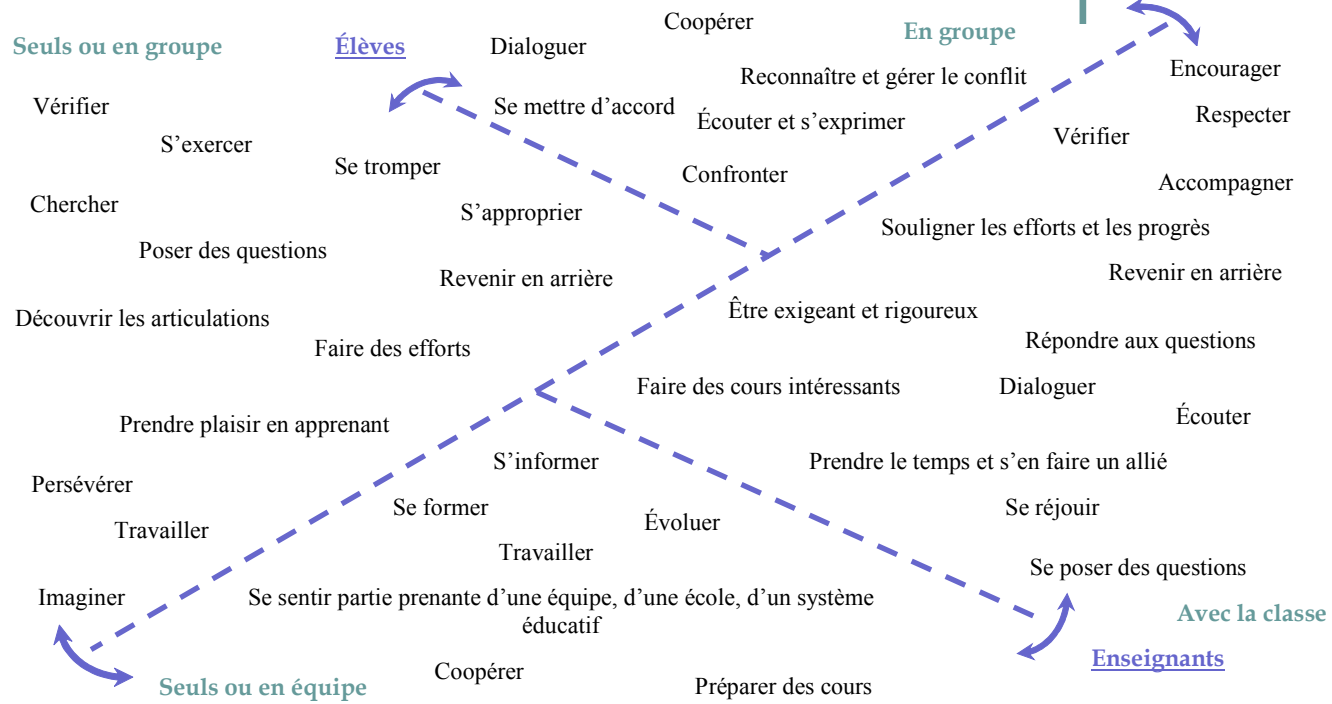 Coopérer
Seuls ou en groupe
Élèves
Dialoguer
En groupe
Reconnaître et gérer le conflit
Encourager
Vérifier
Se mettre d’accord
Écouter et s’exprimer
Respecter
S’exercer
Vérifier
Se tromper
Confronter
Accompagner
Chercher
S’approprier
Souligner les efforts et les progrès
Poser des questions
Revenir en arrière
Revenir en arrière
Découvrir les articulations
Être exigeant et rigoureux
Faire des efforts
Répondre aux questions
Faire des cours intéressants
Dialoguer
Prendre plaisir en apprenant
Écouter
S’informer
Prendre le temps et s’en faire un allié
Persévérer
Se former
Se réjouir
Travailler
Évoluer
Travailler
Se poser des questions
Imaginer
Se sentir partie prenante d’une équipe, d’une école, d’un système
éducatif
Avec la classe
Enseignants
Coopérer
Seuls ou en équipe
Préparer des cours